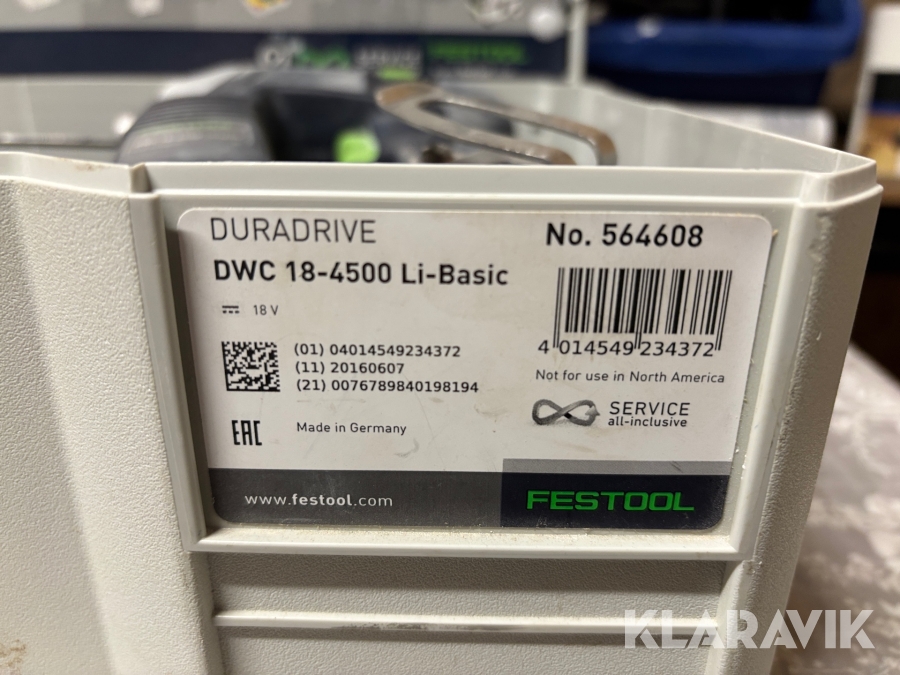 FESTOOL
DURADRIVE
No. 564608
DWC 18-4500 Li-Basic
18 V
4 014549 234372
(01) 04014549234372
(11) 20160607
(21) 0076789840198194
Not for use in North America
SERVICE
all-inclusive
EAC
Made in Germany
www.festool.com
FESTOOL
KLARAVIK